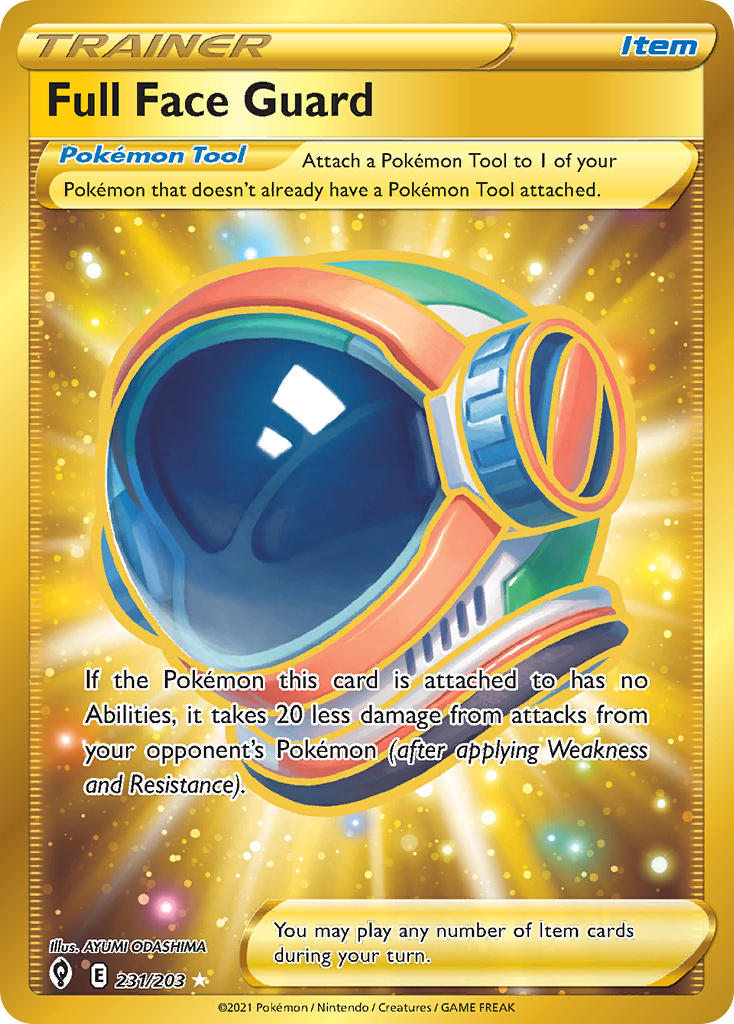 TRAINER
Item
Full Face Guard
Pokémon Tool
Attach a Pokémon Tool to 1 of your
Pokémon that doesn't already have a Pokémon Tool attached.
If the Pokémon this card is attached to has no
Abilities, it takes 20 less damage from attacks from
your opponent's Pokémon (after applying Weakness
and Resistance).
You may play any number of Item cards
during your turn.
Illus. AYUMI ODASHIMA
E 231/203 ★
©2021 Pokémon / Nintendo / Creatures / GAME FREAK